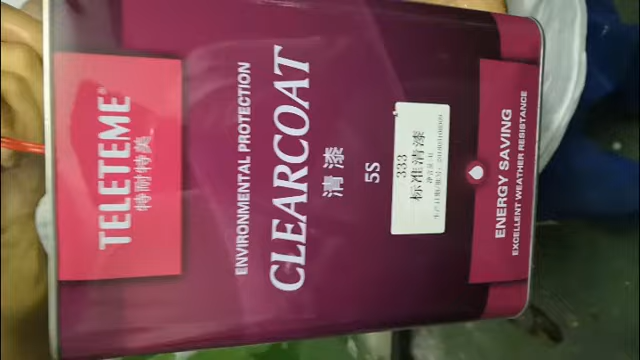 TELETEME®
特耐特美
ENVIRONMENTAL PROTECTION
CLEARCOAT
清漆
5S
333
标准清漆
ENERGY SAVING
EXCELLENT WEATHER RESISTANCE